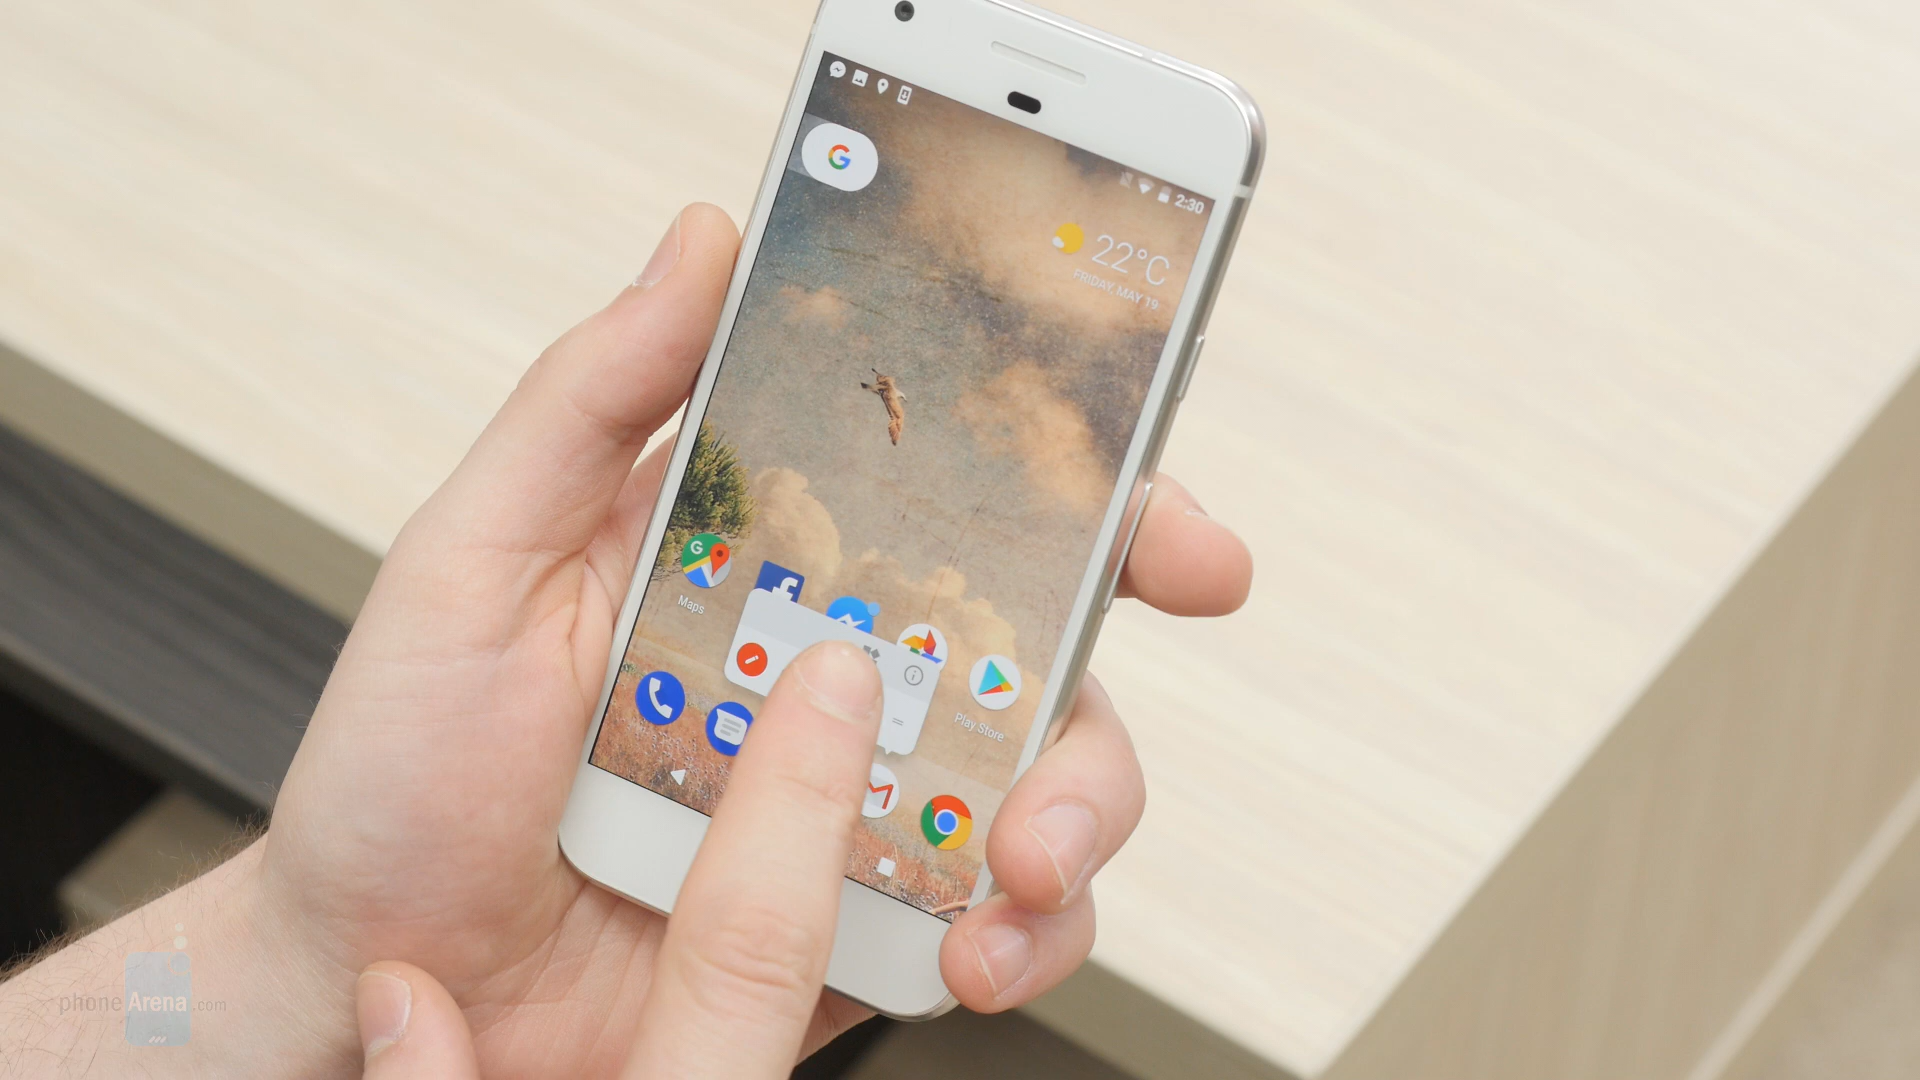 2:30
22°C
FRIDAY, MAY 19
Maps
Play Store
phoneArena.com